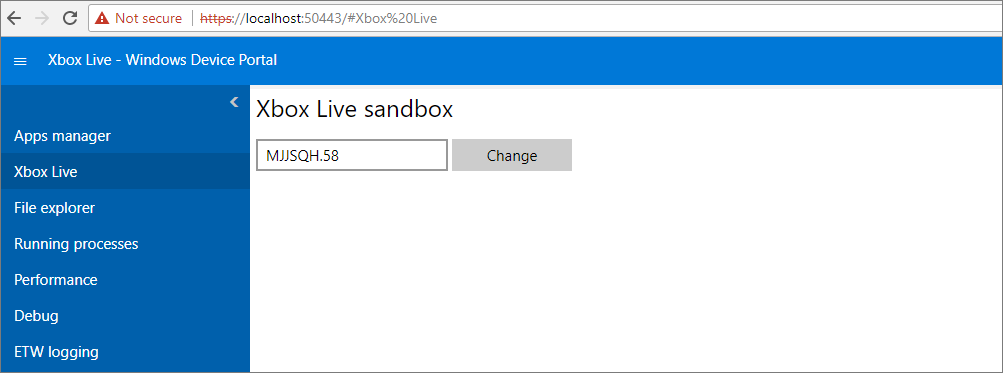 Not secure https://localhost:50443/#Xbox%20Live
Xbox Live - Windows Device Portal
Xbox Live sandbox
MJJSQH.58 Change
Apps manager
Xbox Live
File explorer
Running processes
Performance
Debug
ETW logging